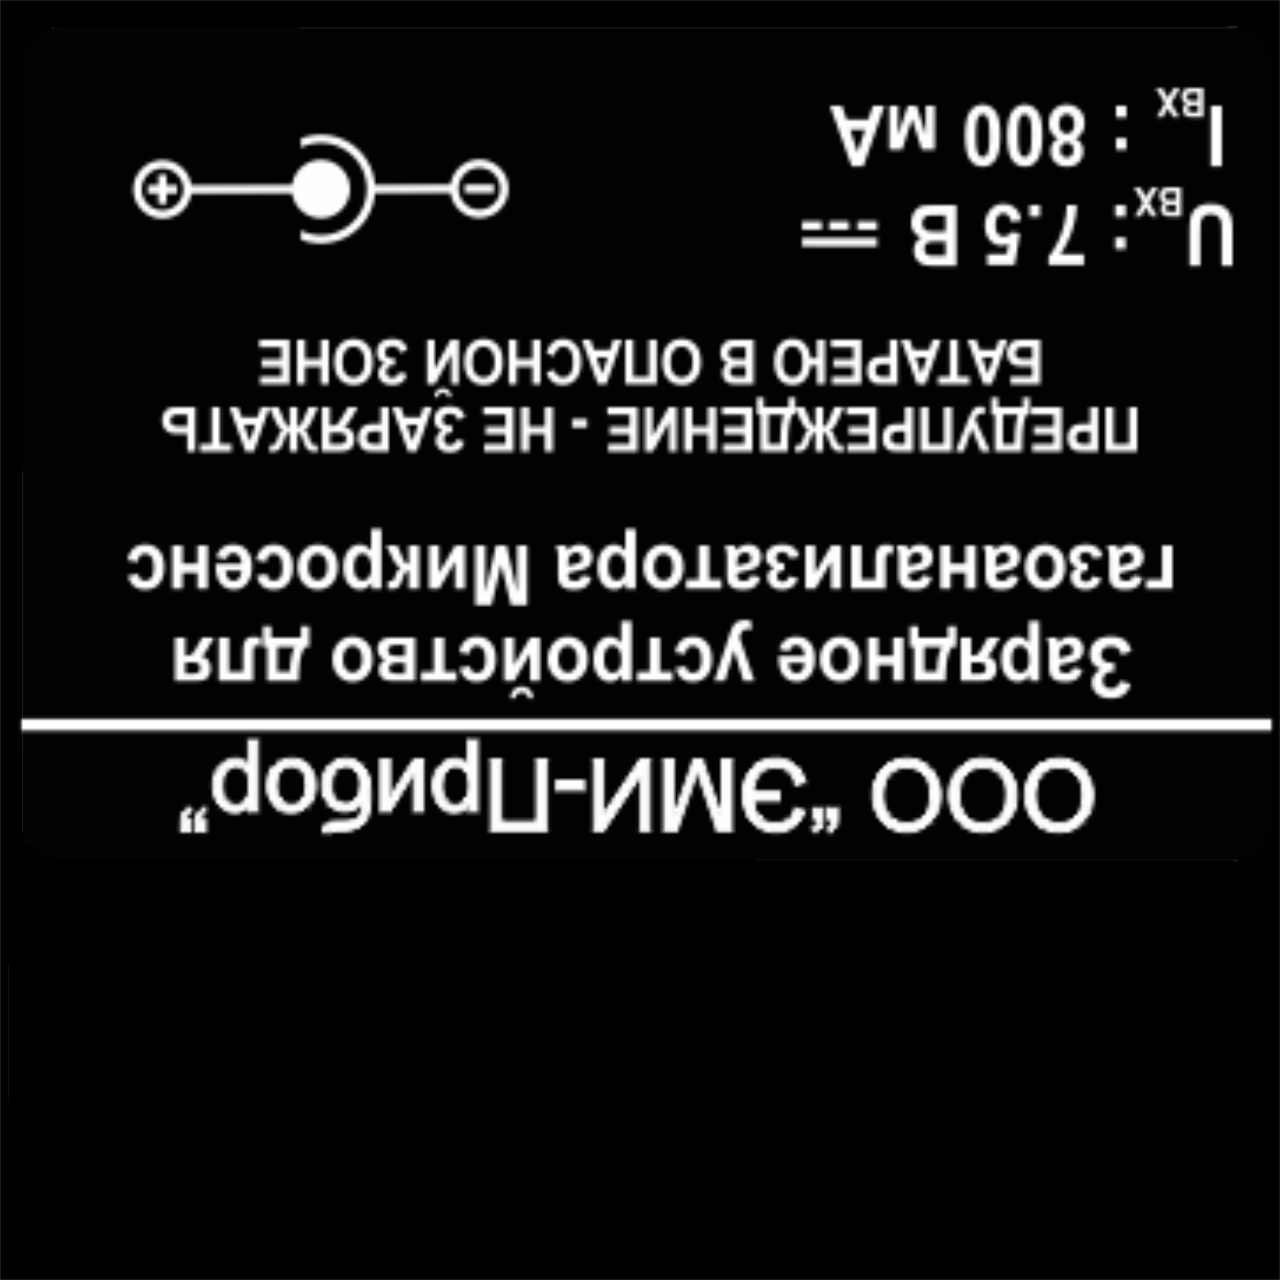 ООО “ЭМИ-Прибор”
Зарядное устройство для
газоанализатора Микросенс
ПРЕДУПРЕЖДЕНИЕ - НЕ ЗАРЯЖАТЬ
БАТАРЕЮ В ОПАСНОЙ ЗОНЕ
Uвх: 7.5 В
Iвх : 800 мА